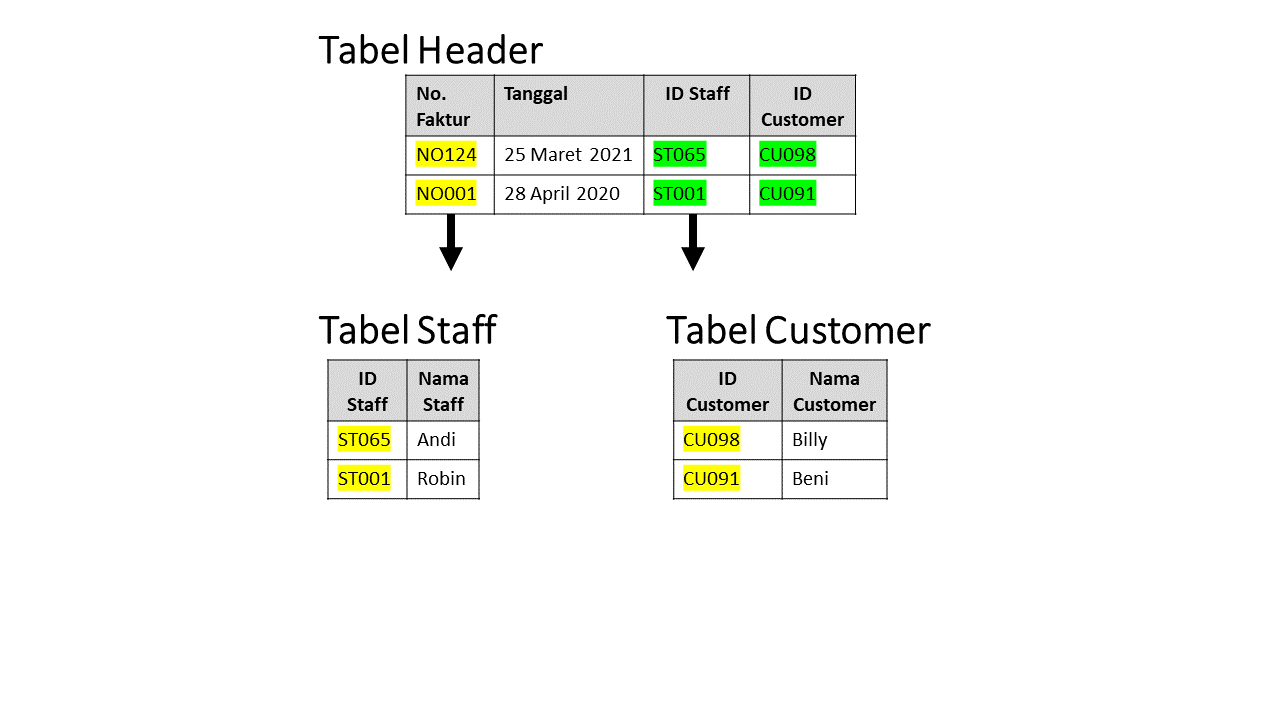 Tabel Header
No. Faktur Tanggal ID Staff ID Customer
NO124 25 Maret 2021 ST065 CU098
NO001 28 April 2020 ST001 CU091
Tabel Staff
ID Staff Nama Staff
ST065 Andi
ST001 Robin
Tabel Customer
ID Customer Nama Customer
CU098 Billy
CU091 Beni